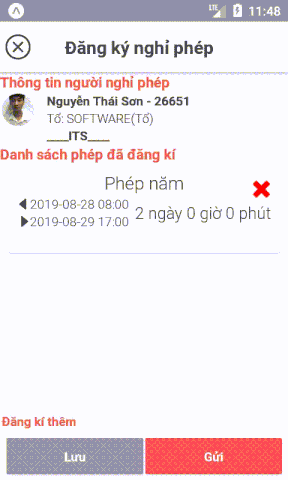 LTE 11:48
Đăng ký nghỉ phép
Thông tin người nghỉ phép
Nguyễn Thái Sơn - 26651
Tổ: SOFTWARE(Tổ)
____ITS____
Danh sách phép đã đăng kí
Phép năm
2019-08-28 08:00
2019-08-29 17:00
2 ngày 0 giờ 0 phút
Đăng kí thêm
Lưu
Gửi